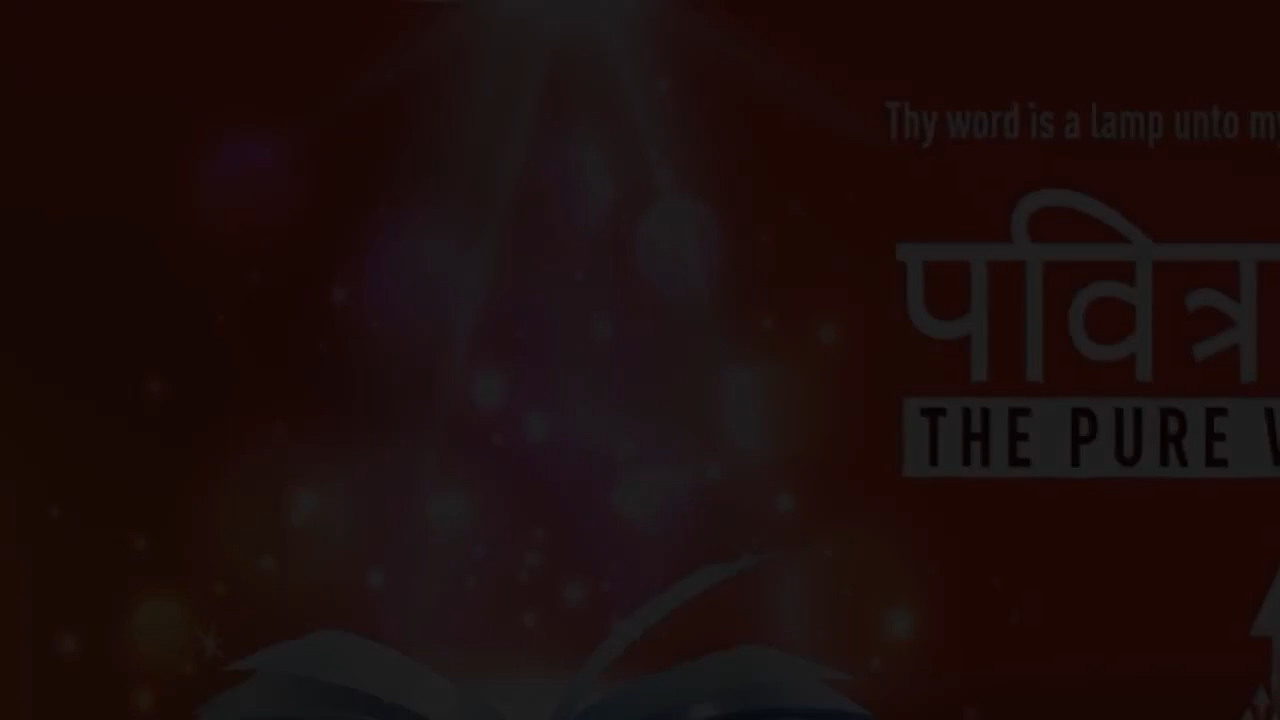 Thy word is a lamp unto
पवित्र
THE PURE